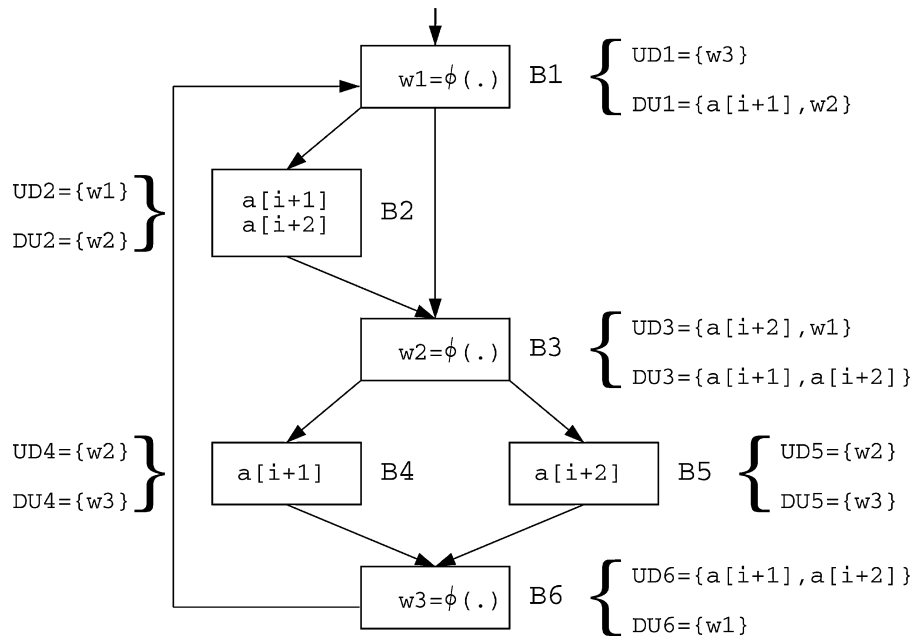 w1=ϕ(.)
B1
UD1={w3}
DU1={a[i+1],w2}
UD2={w1}
DU2={w2}
a[i+1]
a[i+2]
B2
w2=ϕ(.)
B3
UD3={a[i+2],w1}
DU3={a[i+1],a[i+2]}
UD4={w2}
DU4={w3}
a[i+1]
B4
a[i+2]
B5
UD5={w2}
DU5={w3}
w3=ϕ(.)
B6
UD6={a[i+1],a[i+2]}
DU6={w1}